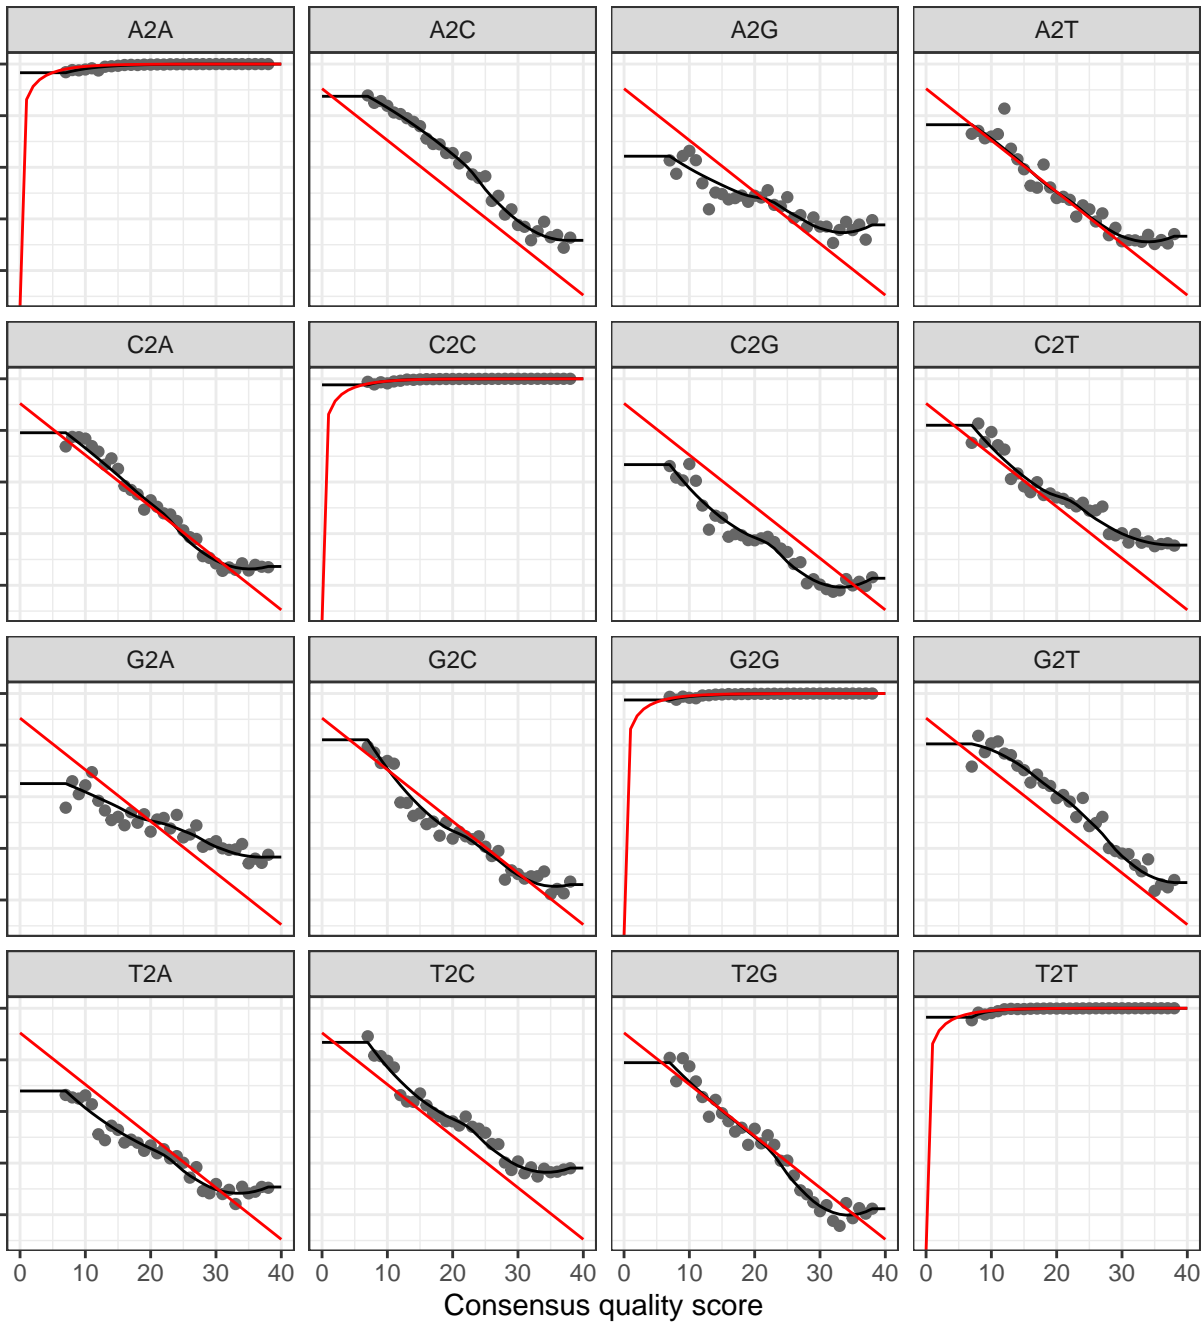 A2A A2C A2G A2T
C2A C2C C2G C2T
G2A G2C G2G G2T
T2A T2C T2G T2T
0 10 20 30 40 0 10 20 30 40 0 10 20 30 40 0 10 20 30 40
Consensus quality score